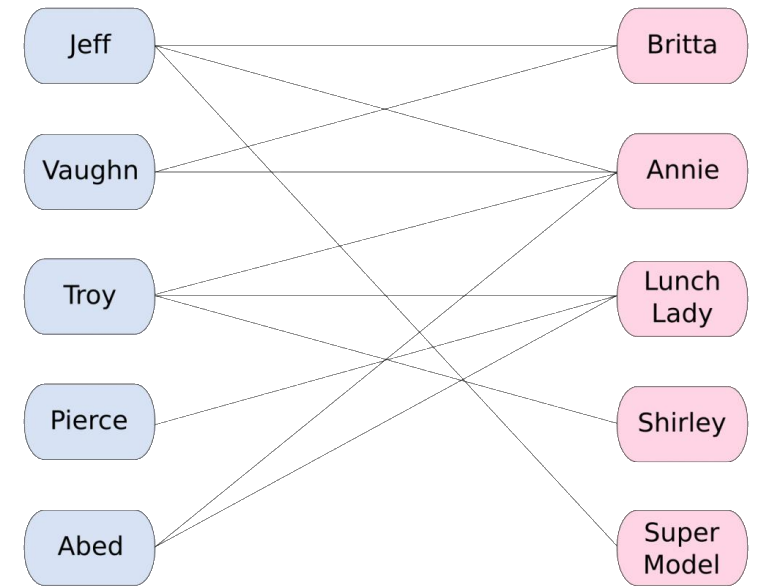 Jeff
Britta
Vaughn
Annie
Troy
Lunch
Lady
Pierce
Shirley
Abed
Super
Model